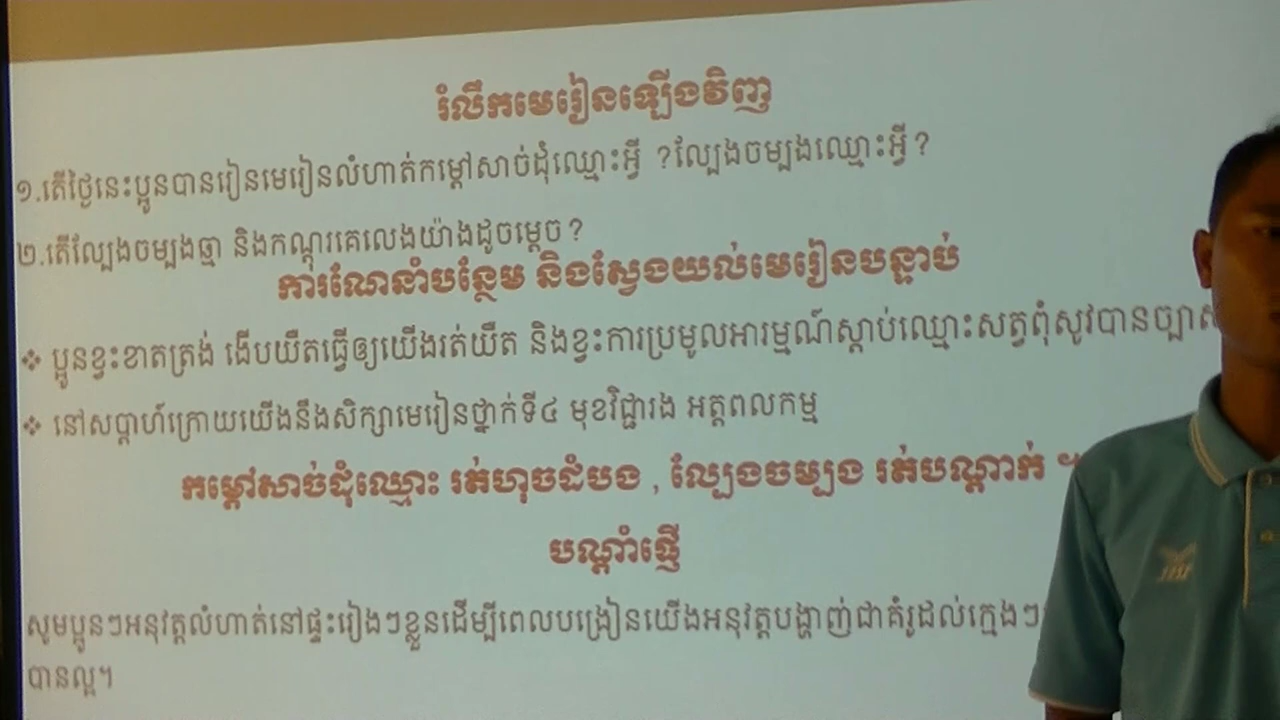 រំលឹកមេរៀនឡើងវិញ
១.តើថ្ងៃនេះប្អូនបានរៀនមេរៀនលំហាត់កម្តៅសាច់ដុំឈ្មោះអ្វី ?ល្បែងចម្បងឈ្មោះអ្វី?
២.តើល្បែងចម្បងឆ្មា និងកណ្តុរគេលេងយ៉ាងដូចម្តេច?
ការណែនាំបន្ថែម និងស្វែងយល់មេរៀនបន្ទាប់
❖ ប្អូនខ្វះខាតត្រង់ ងើបយឺតធ្វើឲ្យយើងរត់យឺត និងខ្វះការប្រមូលអារម្មណ៍ស្តាប់ឈ្មោះសត្វពុំសូវបានច្បាស
❖ នៅសប្តាហ៍ក្រោយយើងនឹងសិក្សាមេរៀនថ្នាក់ទី៤ មុខវិជ្ជារង អត្តពលកម្ម
កម្តៅសាច់ដុំឈ្មោះ រត់ហុចដំបង , ល្បែងចម្បង រត់បណ្តាក់ ។
បណ្តាំផ្ញើ
សូមប្អូនៗអនុវត្តលំហាត់នៅផ្ទះរៀងៗខ្លួនដើម្បីពេលបង្រៀនយើងអនុវត្តបង្ហាញជាគំរូដល់ក្មេងៗ
បានល្អ។